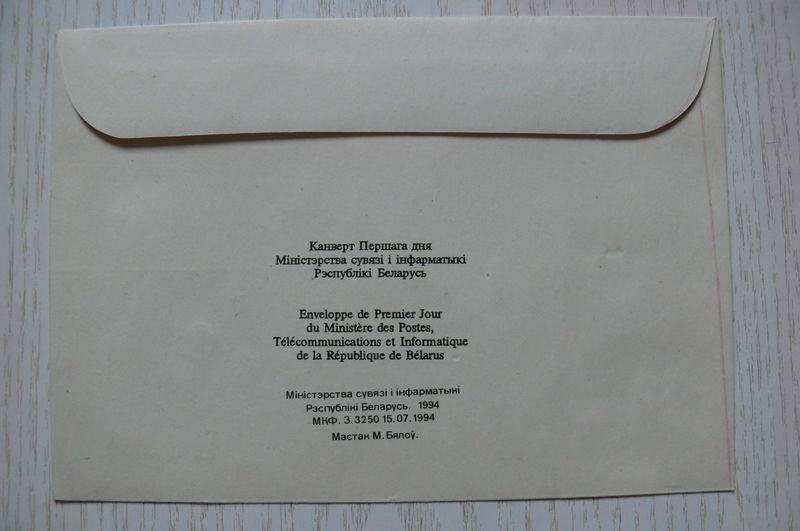 Канверт Першага дня
Міністэрства сувязі і інфарматыкі
Рэспублікі Беларусь
Enveloppe de Premier Jour
du Ministère des Postes,
Télécommunications et Informatique
de la République de Bélarus
Міністэрства сувязі і інфарматыкі
Рэспублікі Беларусь. 1994
МКФ. З. 3250 15.07.1994
Мастак М. Бялоў.